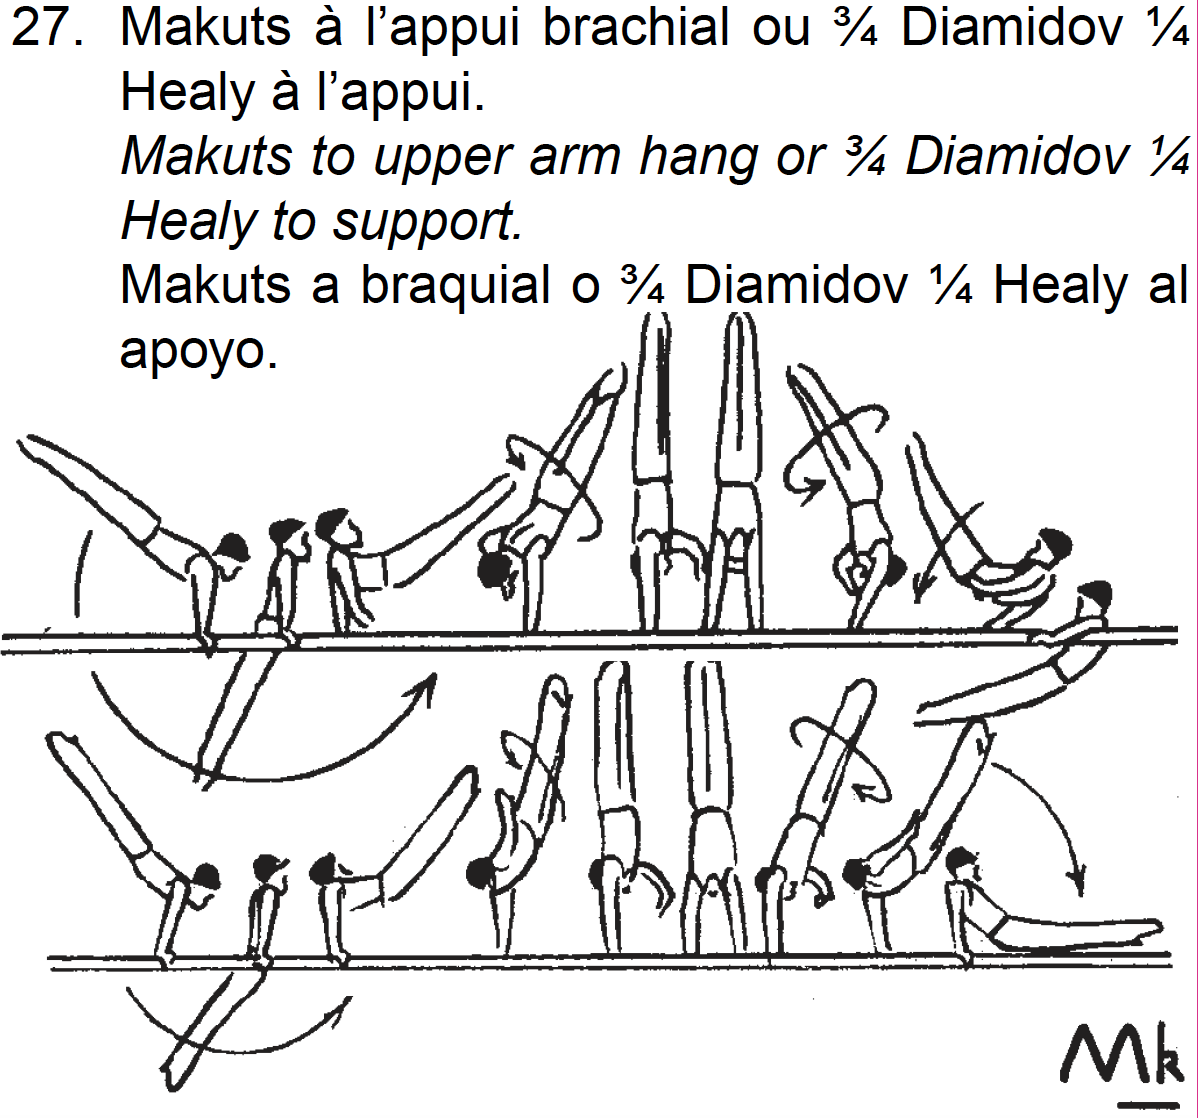 27. Makuts à l’appui brachial ou ¾ Diamidov ¼
Healy à l’appui.
Makuts to upper arm hang or ¾ Diamidov ¼
Healy to support.
Makuts a braquial o ¾ Diamidov ¼ Healy al
apoyo.
Mk